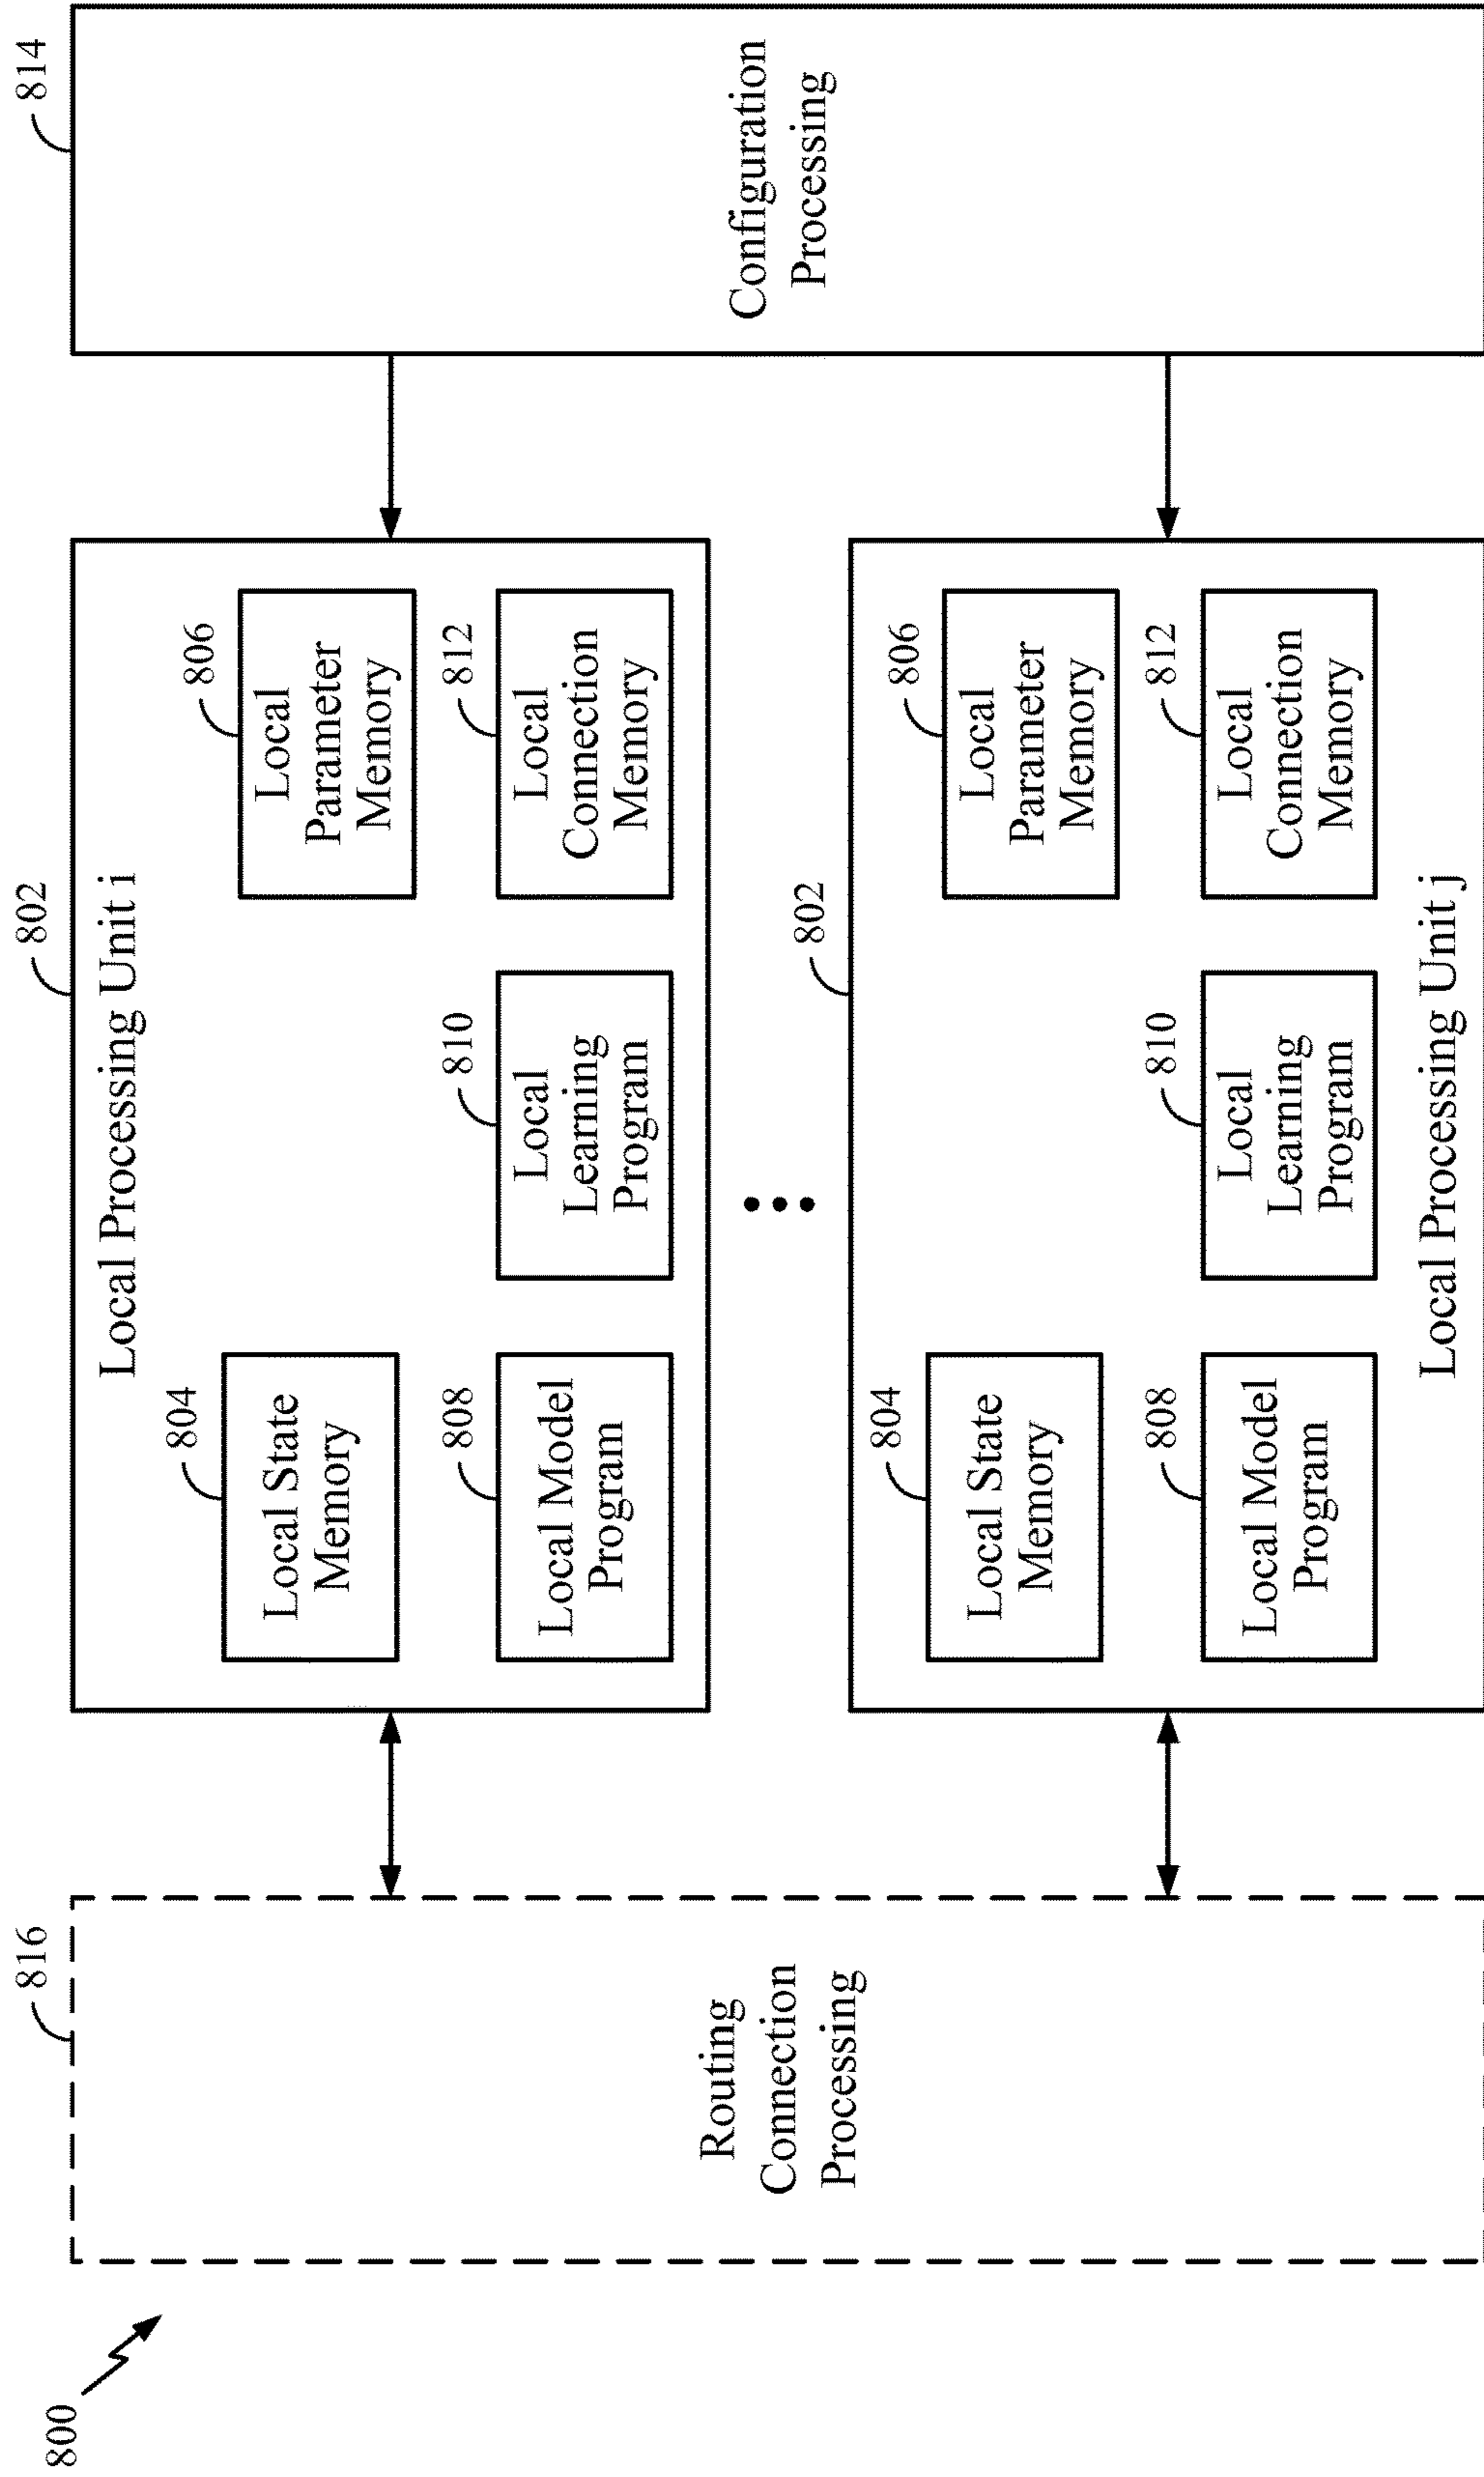 800
816
Routing
Connection
Processing
802
Local Processing Unit i
804
Local State
Memory
806
Local
Parameter
Memory
808
Local Model
Program
810
Local
Learning
Program
812
Local
Connection
Memory
802
804
Local State
Memory
806
Local
Parameter
Memory
808
Local Model
Program
810
Local
Learning
Program
812
Local
Connection
Memory
Local Processing Unit j
814
Configuration
Processing